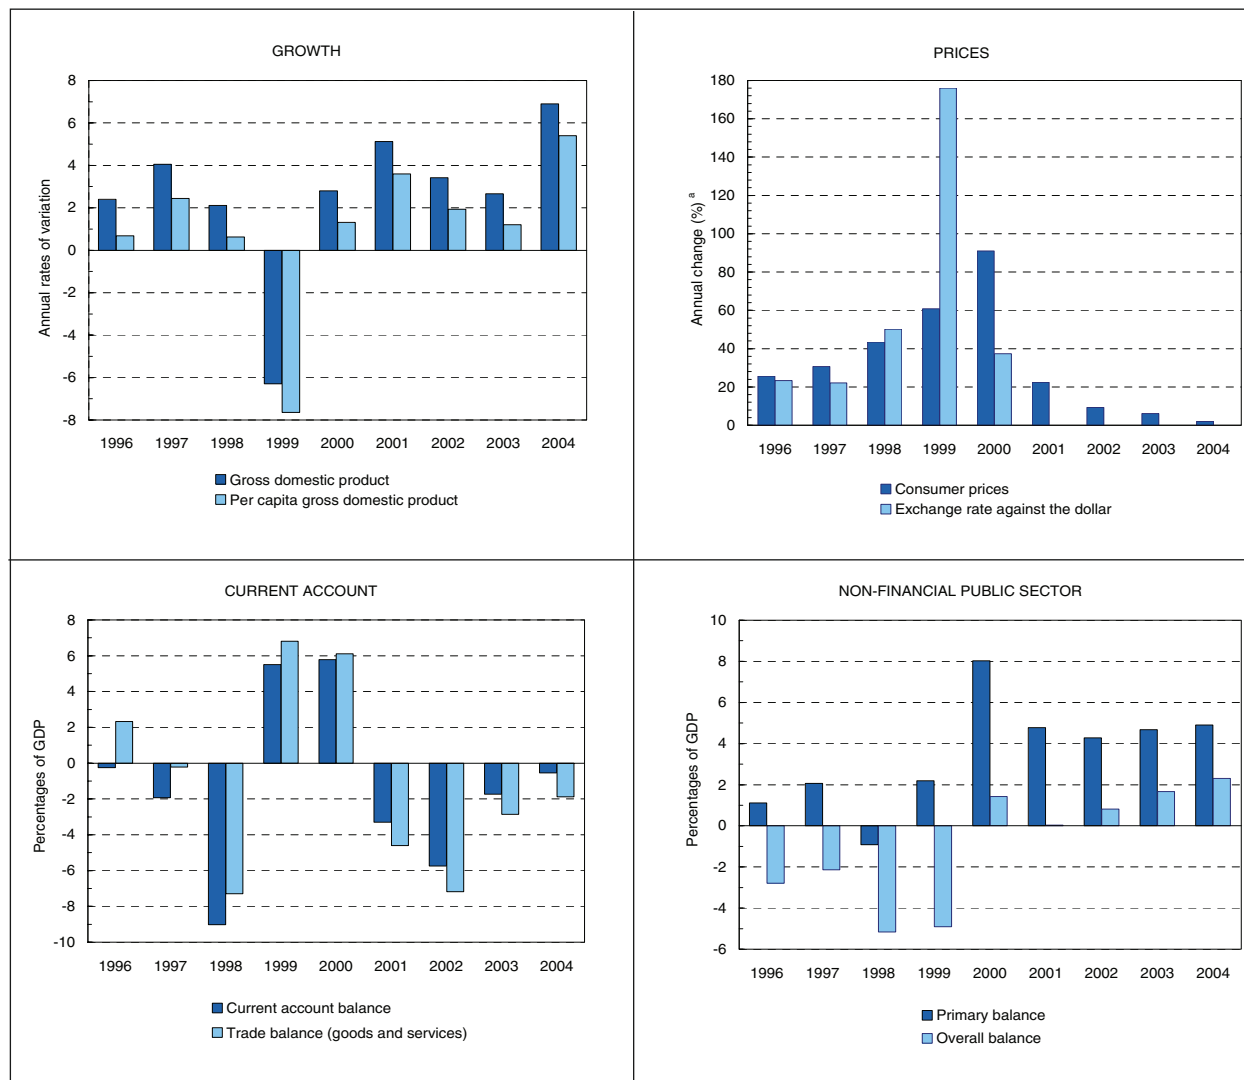 GROWTH
8
6
4
2
0
-2
-4
-6
-8
Annual rates of variation
1996 1997 1998 1999 2000 2001 2002 2003 2004
Gross domestic product
Per capita gross domestic product
PRICES
180
160
140
120
100
80
60
40
20
0
Annual change (%) a
1996 1997 1998 1999 2000 2001 2002 2003 2004
Consumer prices
Exchange rate against the dollar
CURRENT ACCOUNT
8
6
4
2
0
-2
-4
-6
-8
-10
Percentages of GDP
1996 1997 1998 1999 2000 2001 2002 2003 2004
Current account balance
Trade balance (goods and services)
NON-FINANCIAL PUBLIC SECTOR
10
8
6
4
2
0
-2
-4
-6
Percentages of GDP
1996 1997 1998 1999 2000 2001 2002 2003 2004
Primary balance
Overall balance